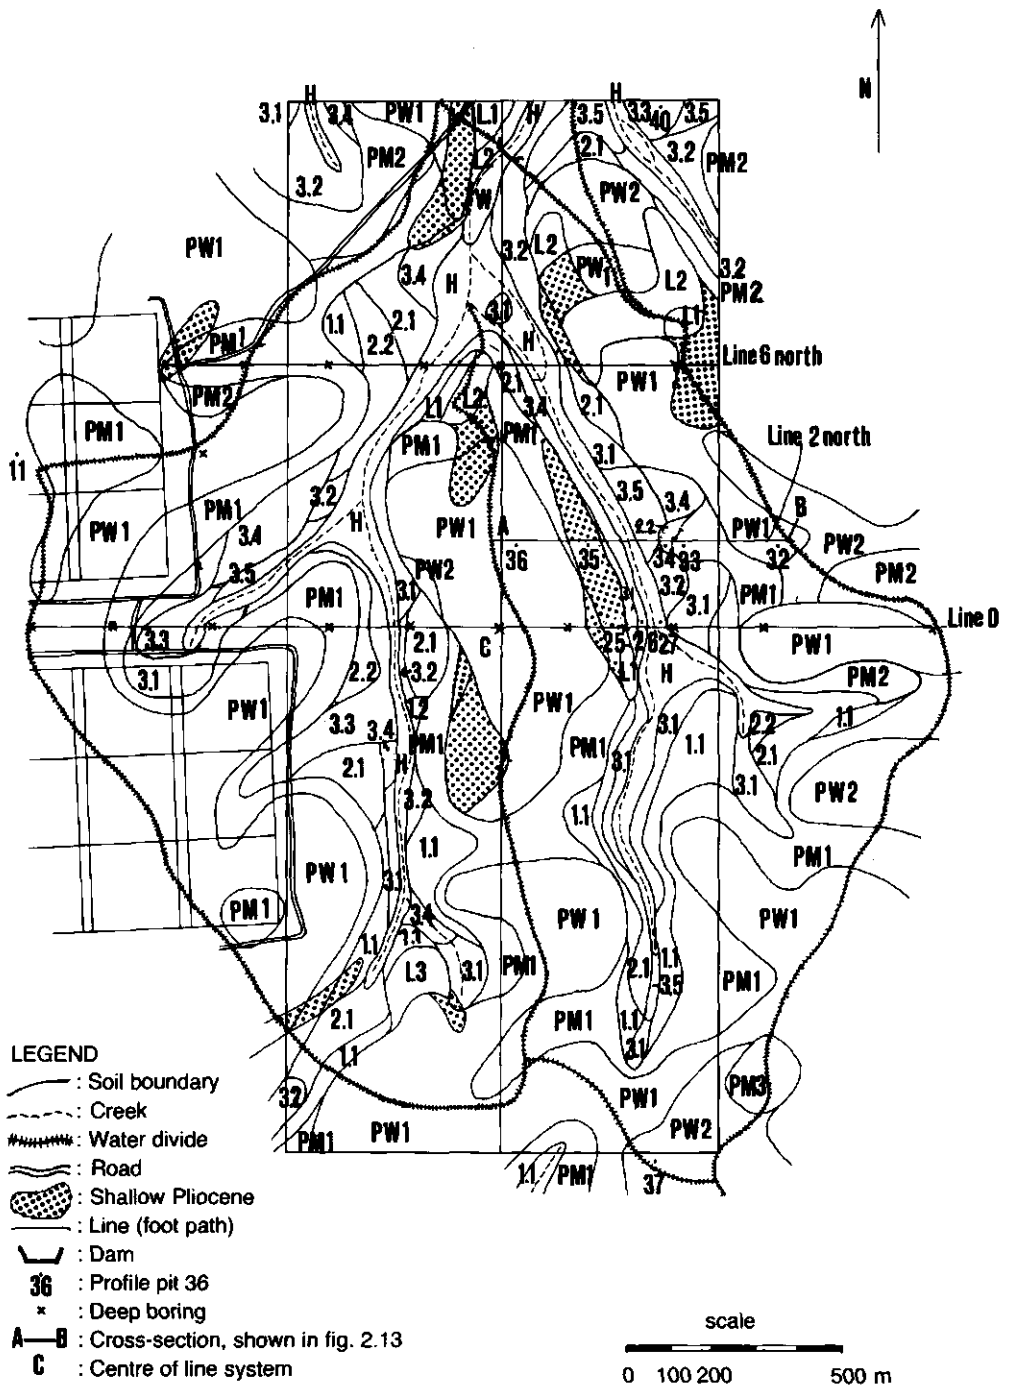 N
H H
3.1 3.4 PW1 L1 H 3.5 3.3 40 3.5
PM2 L2 2.1 3.2 PM2
3.2 W PW2
PW1 3.2 L2 3.2
3.4 PW1 L2 PM2
H
1.1 2.1 3.1 1.1
PM1 2.2 H Line 6 north
PM2 2.1 PW1
L1 L2 3.4 2.1
PM1 PM1 PM1 Line 2 north
11 3.1
3.2 3.5 3.4
PM1 H PW1 A 2.2 B
PW1 3.4 36 35 34 93 PW1 32 PW2
3.5 PW2 3.2 PM2
PM1 3.1 3.1 3.1 PM1
Line D
3.3 2.1 C 25 26 27 PW1
3.1 2.2 3.2 L1 H PM2
PW1 L2 PW1
3.3 3.4 PM1 PM1 3.1 1.1 2.2 1.1
2.1 H 3.1 2.1
3.2 3.1 PW2
1.1 1.1
PM1
PW1 3.1
PM1 3.4 PW1 PW1
1.1 1.1 1.1
L3 3.1 PM1 2.1 3.5 PM1
2.1 PM1 1.1
1.1 3.1
32 PW1 PM3
PM1 PW1 PW2
1.1 PM1 37
LEGEND
: Soil boundary
: Creek
: Water divide
: Road
: Shallow Pliocene
: Line (foot path)
: Dam
36 : Profile pit 36
× : Deep boring
A—B : Cross-section, shown in fig. 2.13
C : Centre of line system
scale
0 100 200 500 m